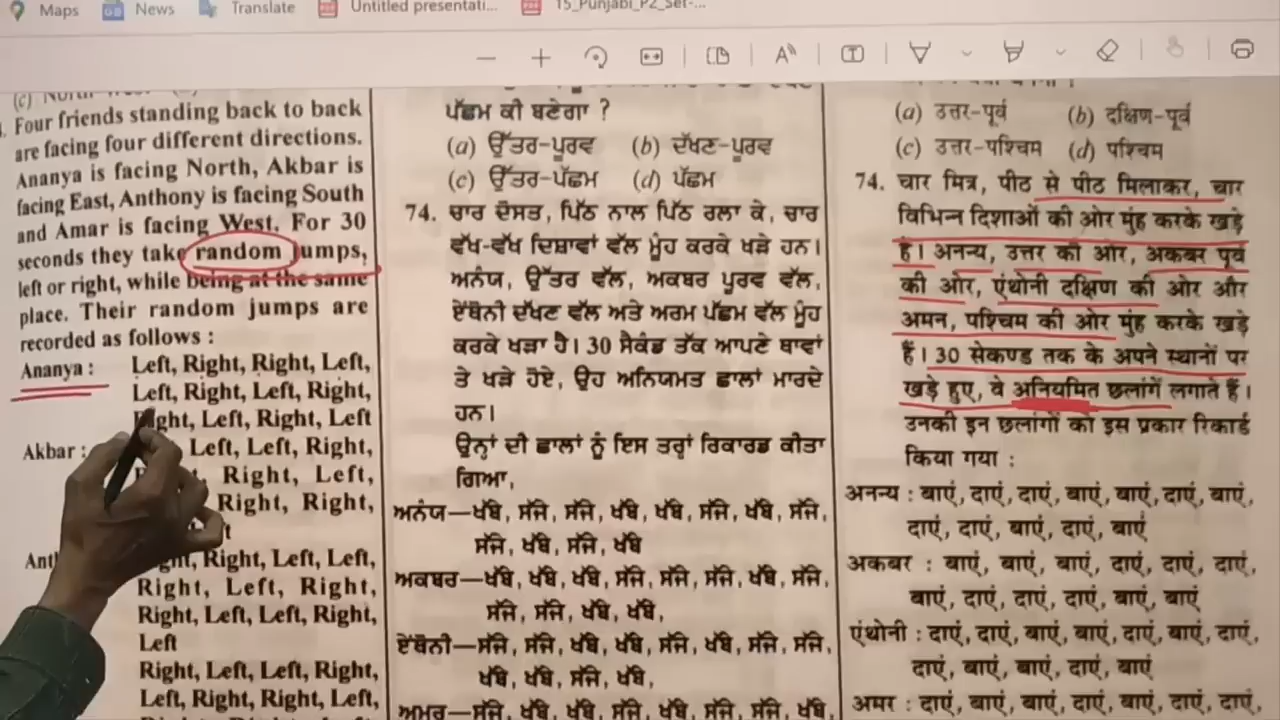 Maps
News
Translate
Untitled presentati...
15_Punjabi_P2_Set-...
Four friends standing back to back
are facing four different directions.
Ananya is facing North, Akbar is
facing East, Anthony is facing South
and Amar is facing West. For 30
seconds they take random jumps,
left or right, while being at the same
place. Their random jumps are
recorded as follows :
Ananya : Left, Right, Right, Left,
Left, Right, Left, Right,
Right, Left, Right, Left
Akbar : Left, Left, Right,
Right, Left,
Right, Right,
Right, Left, Left,
Right, Left, Right, Right,
Right, Left, Left, Right,
Left
Right, Left, Left, Right,
Left, Right, Right, Left,
ਪੱਛਮ ਕੀ ਬਣੇਗਾ ?
(a) ਉੱਤਰ-ਪੂਰਵ (b) ਦੱਖਣ-ਪੂਰਵ
(c) ਉੱਤਰ-ਪੱਛਮ (d) ਪੱਛਮ
74. ਚਾਰ ਦੋਸਤ, ਪਿੱਠ ਨਾਲ ਪਿੱਠ ਰਲਾ ਕੇ, ਚਾਰ
ਵੱਖ-ਵੱਖ ਦਿਸ਼ਾਵਾਂ ਵੱਲ ਮੂੰਹ ਕਰਕੇ ਖੜੇ ਹਨ।
ਅਨੰਯ, ਉੱਤਰ ਵੱਲ, ਅਕਬਰ ਪੂਰਵ ਵੱਲ,
ਏਂਥੋਨੀ ਦੱਖਣ ਵੱਲ ਅਤੇ ਅਰਮ ਪੱਛਮ ਵੱਲ ਮੂੰਹ
ਕਰਕੇ ਖੜਾ ਹੈ। 30 ਸੈਕੰਡ ਤੱਕ ਆਪਣੇ ਥਾਵਾਂ
ਤੇ ਖੜੇ ਹੋਏ, ਉਹ ਅਨਿਯਮਤ ਛਾਲਾਂ ਮਾਰਦੇ
ਹਨ।
ਉਨ੍ਹਾਂ ਦੀ ਛਾਲਾਂ ਨੂੰ ਇਸ ਤਰ੍ਹਾਂ ਰਿਕਾਰਡ ਕੀਤਾ
ਗਿਆ,
ਅਨੰਯ—ਖੱਬੇ, ਸੱਜੇ, ਸੱਜੇ, ਖੱਬੇ, ਖੱਬੇ, ਸੱਜੇ, ਖੱਬੇ, ਸੱਜੇ,
ਸੱਜੇ, ਖੱਬੇ, ਸੱਜੇ, ਖੱਬੇ
ਅਕਬਰ—ਖੱਬੇ, ਖੱਬੇ, ਖੱਬੇ, ਸੱਜੇ, ਸੱਜੇ, ਸੱਜੇ, ਖੱਬੇ, ਸੱਜੇ,
ਸੱਜੇ, ਸੱਜੇ, ਖੱਬੇ, ਖੱਬੇ,
ਏਂਥੋਨੀ—ਸੱਜੇ, ਸੱਜੇ, ਖੱਬੇ, ਖੱਬੇ, ਸੱਜੇ, ਖੱਬੇ, ਸੱਜੇ, ਸੱਜੇ,
ਖੱਬੇ, ਖੱਬੇ, ਸੱਜੇ, ਖੱਬੇ,
ਅਮਰ—ਸੱਜੇ, ਖੱਬੇ, ਖੱਬੇ, ਸੱਜੇ, ਖੱਬੇ, ਸੱਜੇ, ਸੱਜੇ, ਖੱਬੇ,
(a) उत्तर-पूर्व (b) दक्षिण-पूर्व
(c) उत्तर-पश्चिम (d) पश्चिम
74. चार मित्र, पीठ से पीठ मिलाकर, चार
विभिन्न दिशाओं की ओर मुंह करके खड़े
हैं। अनन्य, उत्तर की ओर, अकबर पूर्व
की ओर, एंथोनी दक्षिण की ओर और
अमन, पश्चिम की ओर मुंह करके खड़े
हैं। 30 सेकण्ड तक के अपने स्थानों पर
खड़े हुए, वे अनियमित छलांगें लगाते हैं।
उनकी इन छलांगों को इस प्रकार रिकार्ड
किया गया :
अनन्य : बाएं, दाएं, दाएं, बाएं, बाएं, दाएं, बाएं,
दाएं, दाएं, बाएं, दाएं, बाएं
अकबर : बाएं, बाएं, बाएं, दाएं, दाएं, दाएं,
बाएं, दाएं, दाएं, दाएं, बाएं, बाएं
एंथोनी : दाएं, दाएं, बाएं, बाएं, दाएं, बाएं, दाएं,
दाएं, बाएं, बाएं, दाएं, बाएं
अमर : दाएं, बाएं, बाएं, दाएं, बाएं, दाएं, दाएं,